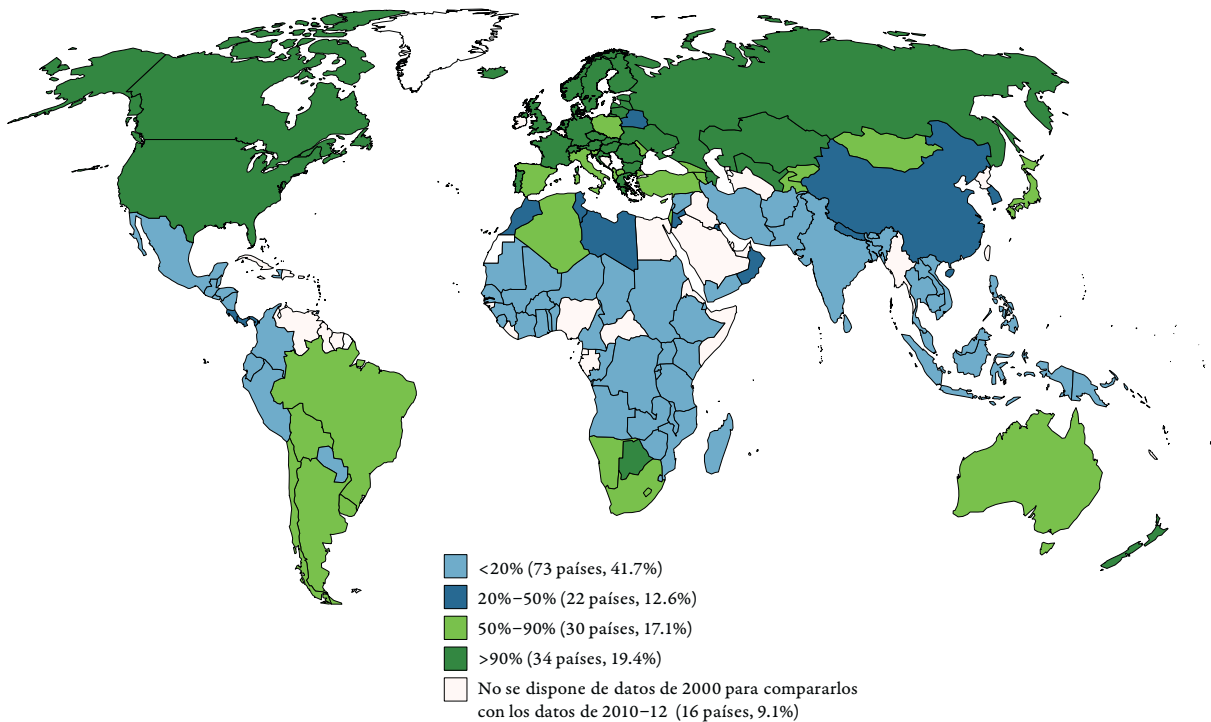 <20% (73 países, 41.7%)
20%–50% (22 países, 12.6%)
50%–90% (30 países, 17.1%)
>90% (34 países, 19.4%)
No se dispone de datos de 2000 para compararlos
con los datos de 2010–12 (16 países, 9.1%)